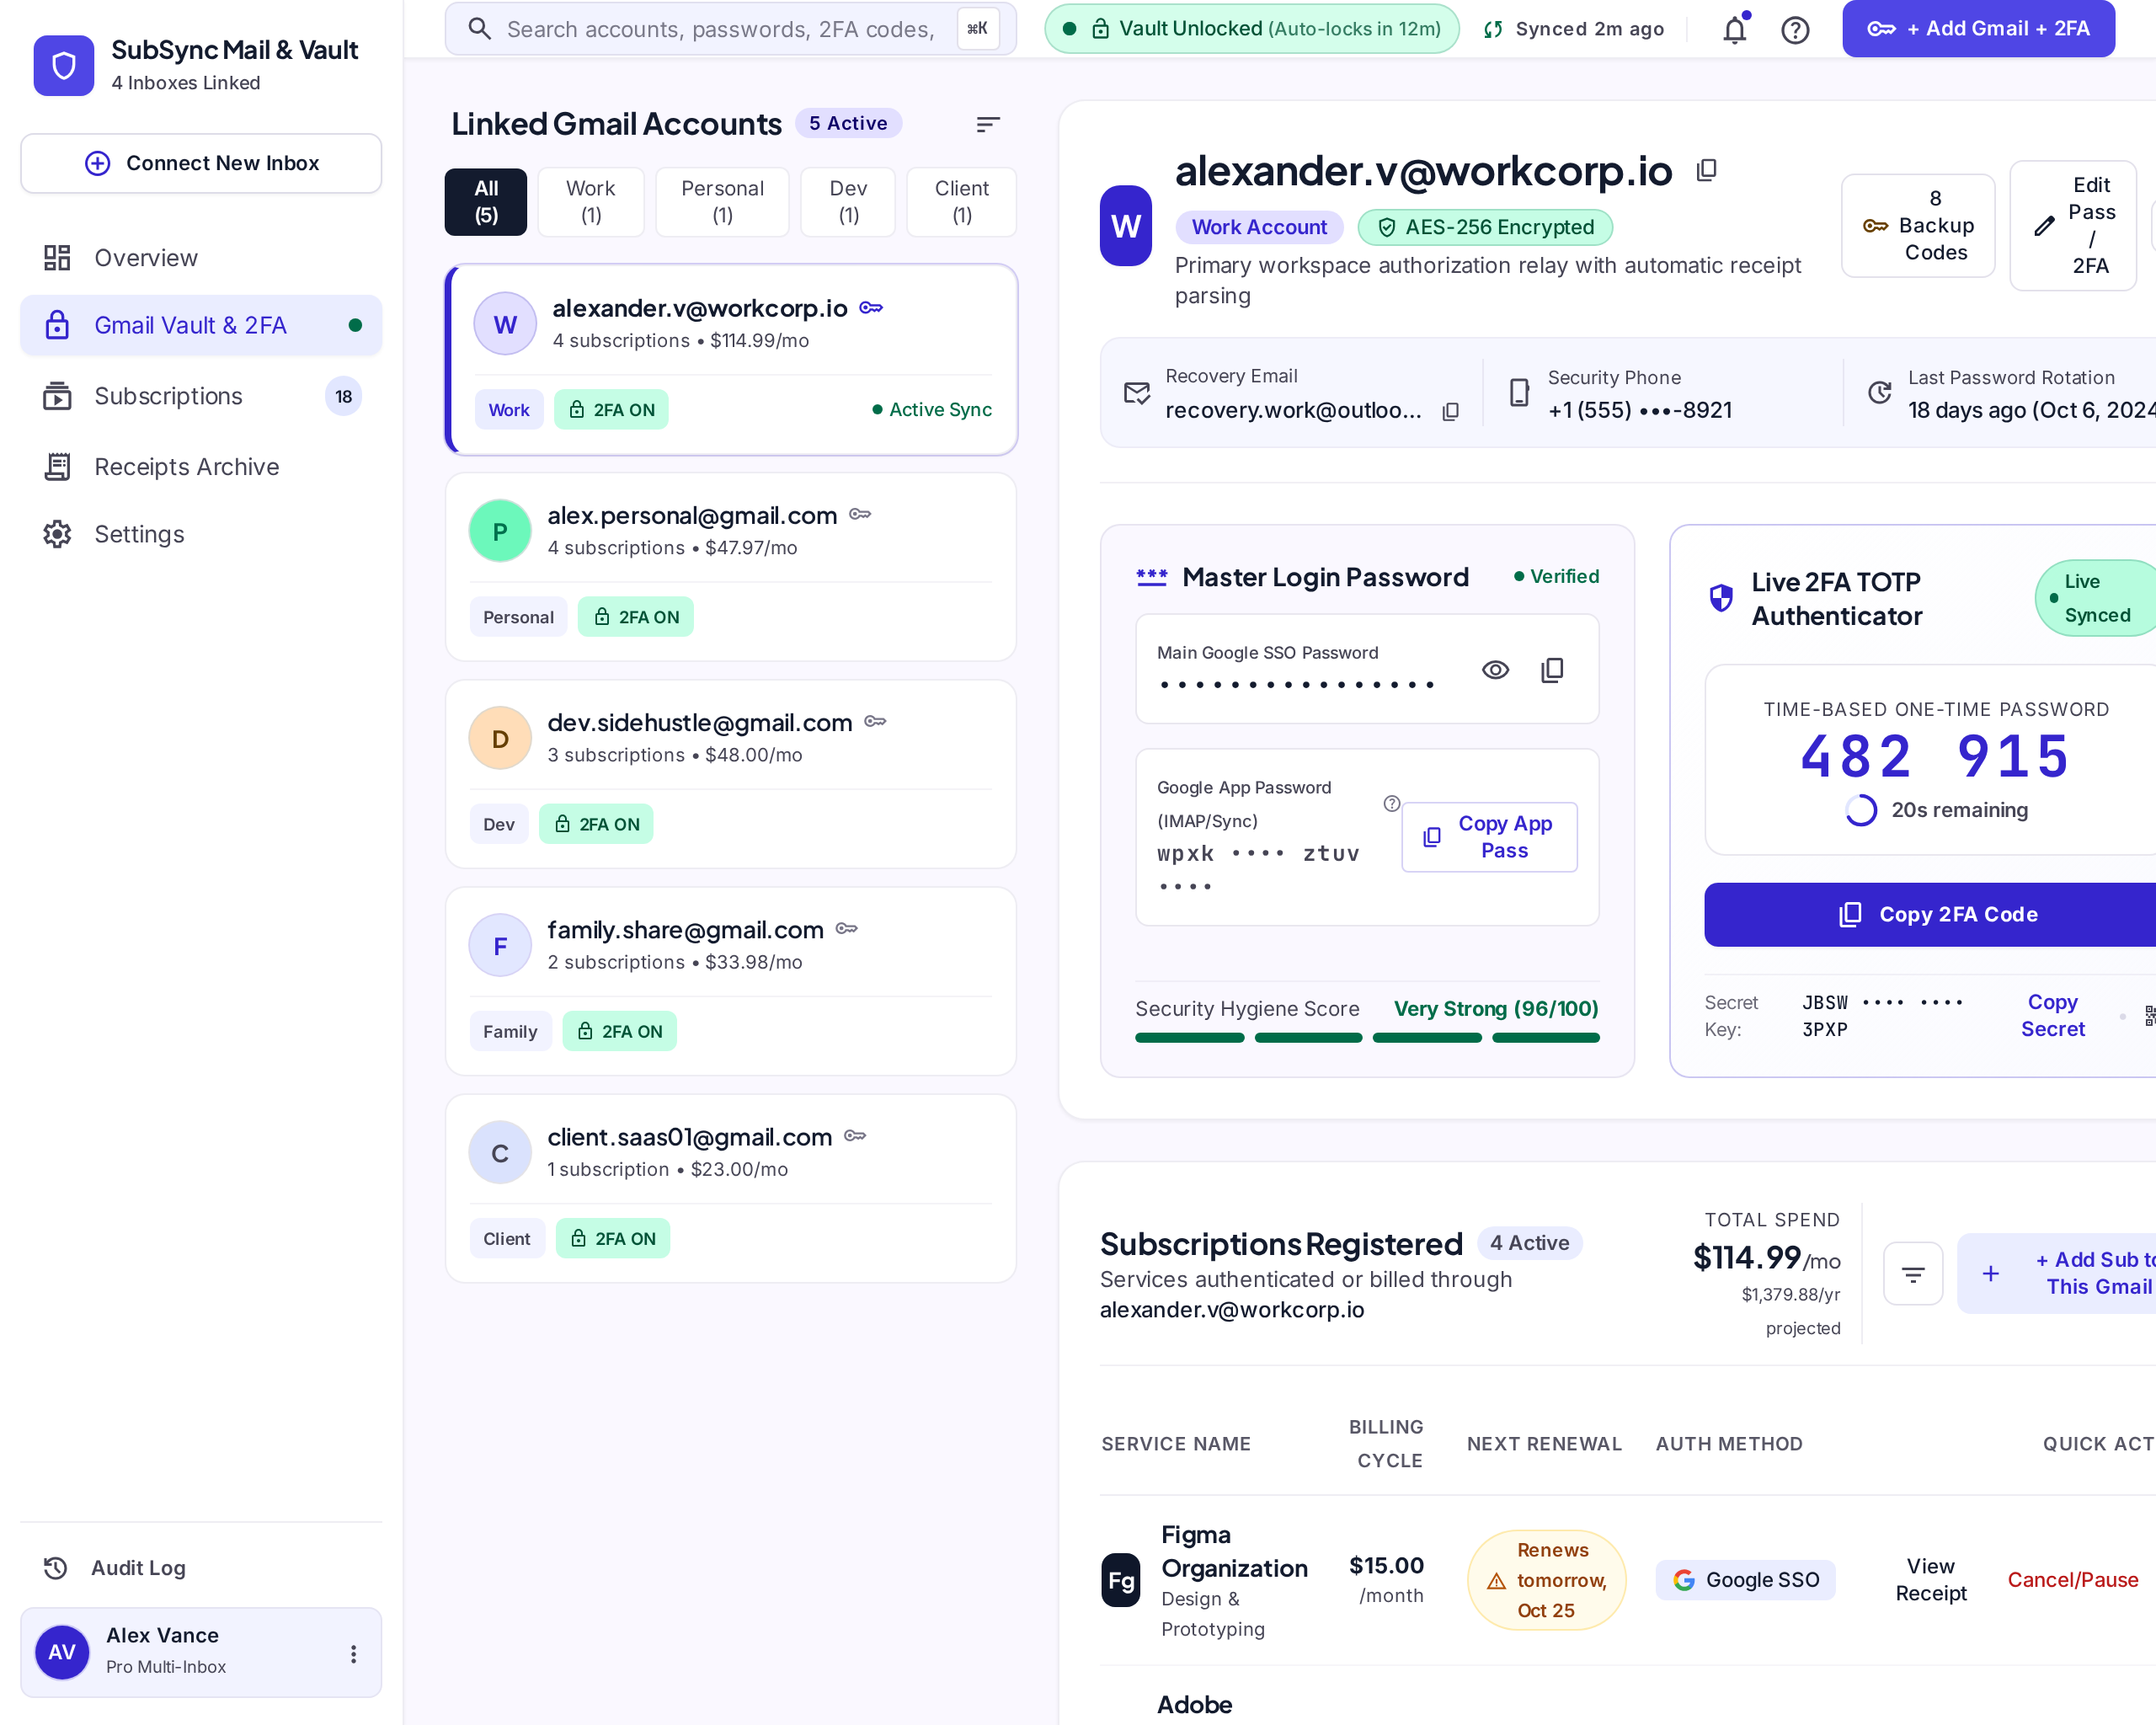 SubSync Mail & Vault
4 Inboxes Linked
Connect New Inbox
Overview
Gmail Vault & 2FA
Subscriptions
18
Receipts Archive
Settings
Audit Log
AV
Alex Vance
Pro Multi-Inbox
Search accounts, passwords, 2FA codes,
⌘K
Vault Unlocked (Auto-locks in 12m)
Synced 2m ago
+ Add Gmail + 2FA
Linked Gmail Accounts
5 Active
All
(5)
Work
(1)
Personal
(1)
Dev
(1)
Client
(1)
W
alexander.v@workcorp.io
4 subscriptions • $114.99/mo
Work
2FA ON
Active Sync
P
alex.personal@gmail.com
4 subscriptions • $47.97/mo
Personal
2FA ON
D
dev.sidehustle@gmail.com
3 subscriptions • $48.00/mo
Dev
2FA ON
F
family.share@gmail.com
2 subscriptions • $33.98/mo
Family
2FA ON
C
client.saas01@gmail.com
1 subscription • $23.00/mo
Client
2FA ON
W
alexander.v@workcorp.io
Work Account
AES-256 Encrypted
Primary workspace authorization relay with automatic receipt
parsing
8
Backup
Codes
Edit
Pass
/
2FA
Recovery Email
recovery.work@outloo...
Security Phone
+1 (555) •••-8921
Last Password Rotation
18 days ago (Oct 6, 2024
*** Master Login Password
Verified
Main Google SSO Password
••••••••••••••••
Google App Password
(IMAP/Sync)
wpxk •••• ztuv
••••
Copy App
Pass
Security Hygiene Score
Very Strong (96/100)
Live 2FA TOTP
Authenticator
Live
Synced
TIME-BASED ONE-TIME PASSWORD
482 915
20s remaining
Copy 2FA Code
Secret
Key:
JBSW •••• ••••
3PXP
Copy
Secret
Subscriptions Registered
4 Active
Services authenticated or billed through
alexander.v@workcorp.io
TOTAL SPEND
$114.99/mo
$1,379.88/yr
projected
+ Add Sub to
This Gmail
SERVICE NAME
BILLING
CYCLE
NEXT RENEWAL
AUTH METHOD
QUICK ACT
Fg
Figma
Organization
Design &
Prototyping
$15.00
/month
Renews
tomorrow,
Oct 25
Google SSO
View
Receipt
Cancel/Pause
Adobe